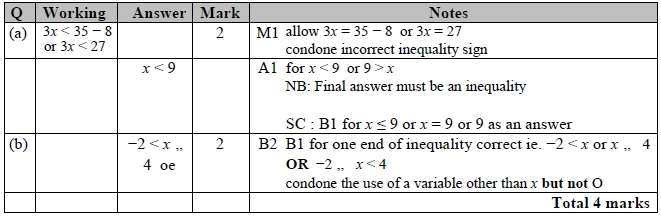 Q Working Answer Mark Notes
(a) 3x < 35 – 8 2 M1 allow 3x = 35 – 8 or 3x = 27
or 3x < 27 condone incorrect inequality sign
x < 9 A1 for x < 9 or 9 > x
NB: Final answer must be an inequality
SC : B1 for x ≤ 9 or x = 9 or 9 as an answer
(b) −2 < x ,, 2 B2 B1 for one end of inequality correct ie. −2 < x or x ,, 4
4 oe OR −2 ,, x < 4
condone the use of a variable other than x but not O
Total 4 marks